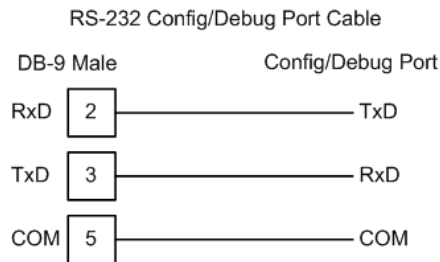 RS-232 Config/Debug Port Cable
DB-9 Male Config/Debug Port
RxD 2 TxD
TxD 3 RxD
COM 5 COM